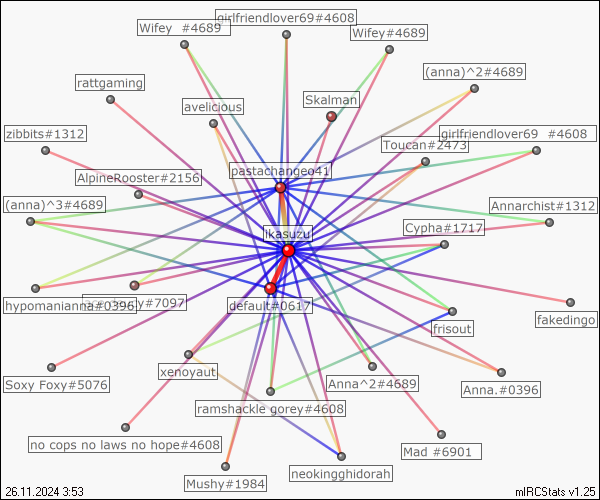 girlfriendlover69#4608
Wifey  #4689
Wifey#4689
(anna)^2#4689
rattgaming
Skalman
avelicious
zibbits#1312
girlfriendlover69  #4608
Toucan#2473
pastachangeo41
AlpineRooster#2156
(anna)^3#4689
Annarchist#1312
Cypha#1717
ikasuzu
hypomanianna#0396
y#7097
default#0617
fakedingo
frisout
xenoyaut
Soxy Foxy#5076
Anna^2#4689
Anna.#0396
ramshackle gorey#4608
no cops no laws no hope#4608
Mad #6901
neokingghidorah
Mushy#1984
26.11.2024 3:53
mIRCStats v1.25